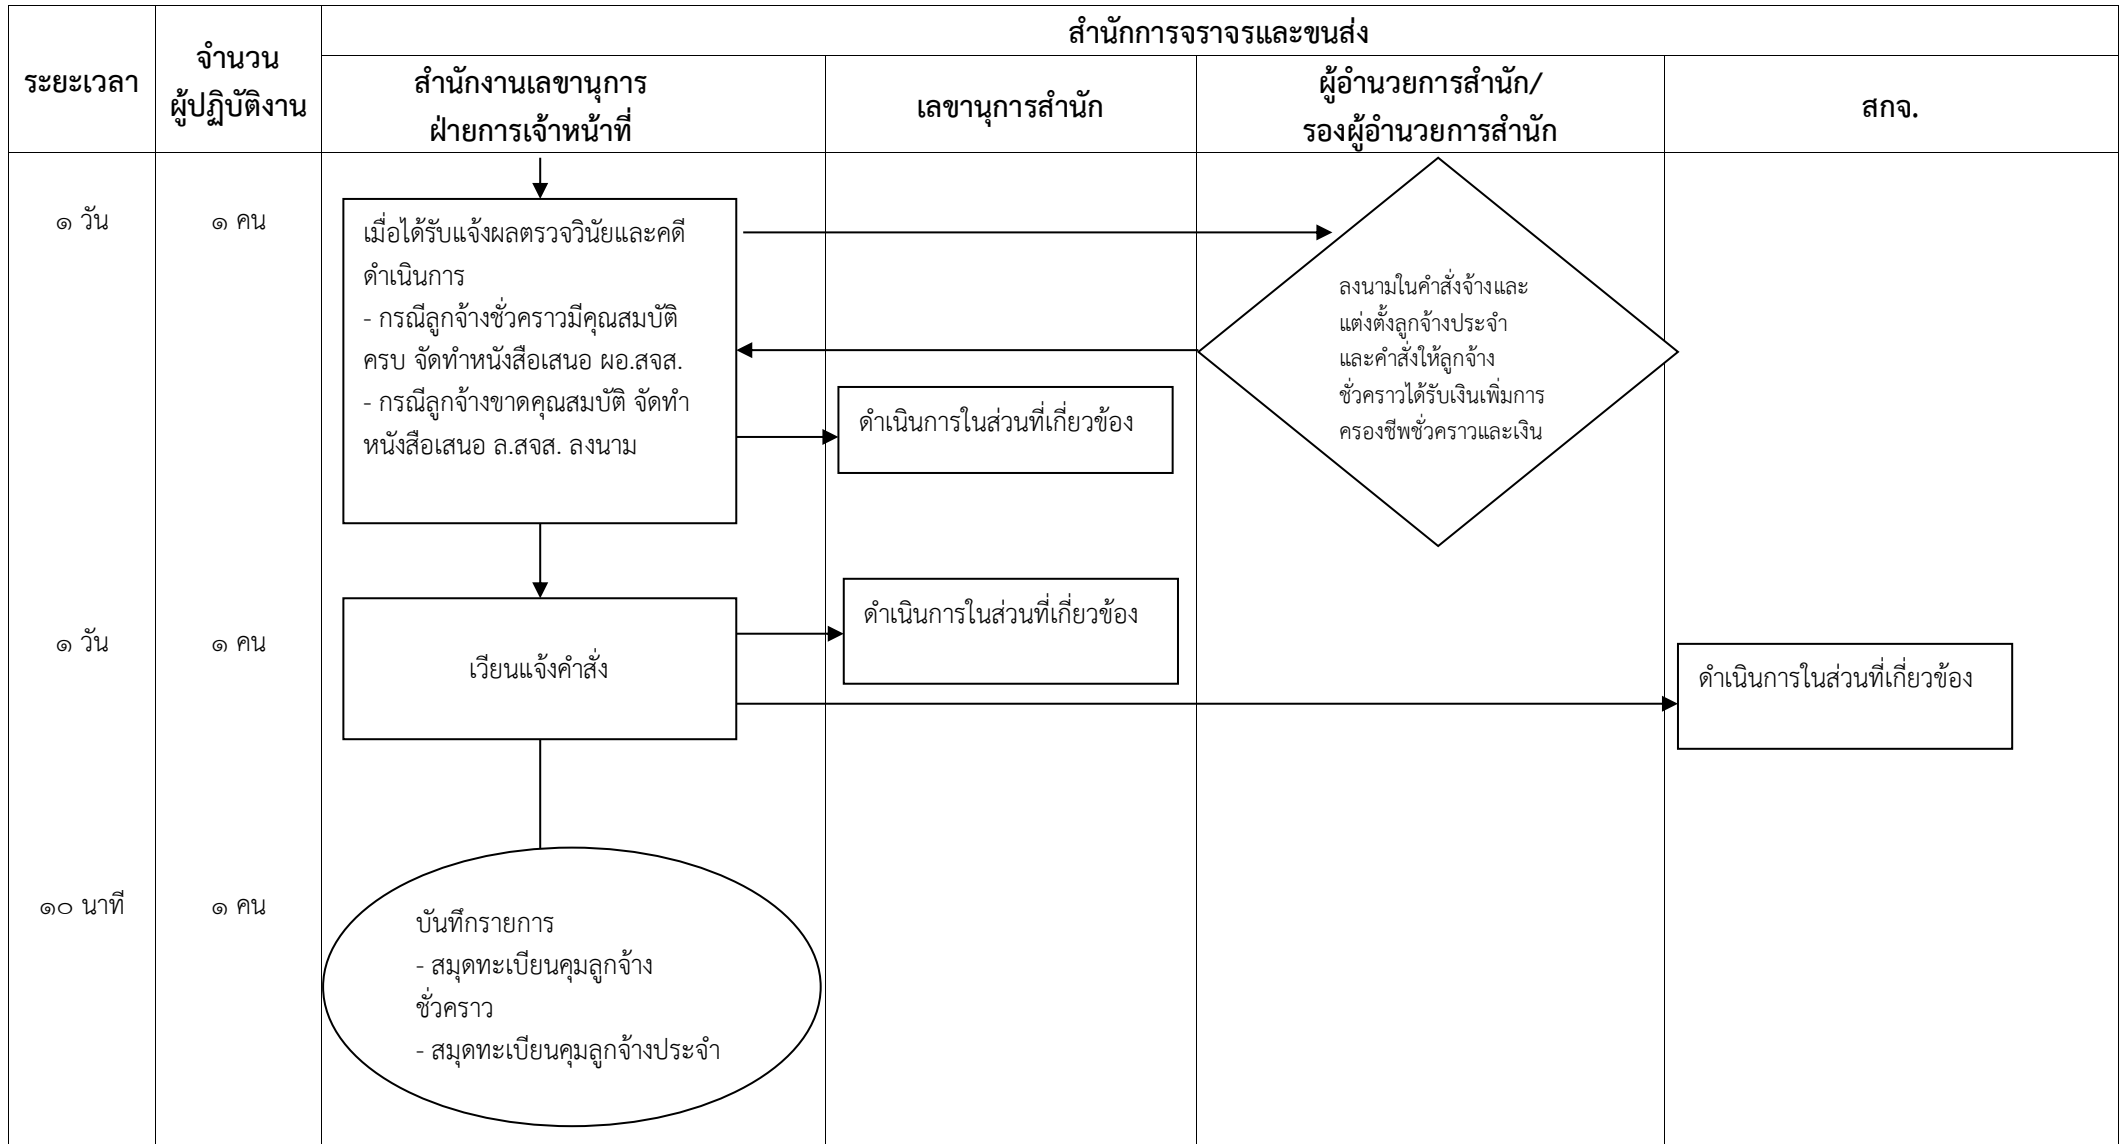 สำนักการจราจรและขนส่ง
ระยะเวลา
จำนวน
ผู้ปฏิบัติงาน
สำนักงานเลขานุการ
ฝ่ายการเจ้าหน้าที่
เลขานุการสำนัก
ผู้อำนวยการสำนัก/
รองผู้อำนวยการสำนัก
สกจ.
๑ วัน
๑ คน
เมื่อได้รับแจ้งผลตรวจวินัยและคดี
ดำเนินการ
- กรณีลูกจ้างชั่วคราวมีคุณสมบัติ
ครบ จัดทำหนังสือเสนอ ผอ.สจส.
- กรณีลูกจ้างขาดคุณสมบัติ จัดทำ
หนังสือเสนอ ล.สจส. ลงนาม
ดำเนินการในส่วนที่เกี่ยวข้อง
ลงนามในคำสั่งจ้างและ
แต่งตั้งลูกจ้างประจำ
และคำสั่งให้ลูกจ้าง
ชั่วคราวได้รับเงินเพิ่มการ
ครองชีพชั่วคราวและเงิน
๑ วัน
๑ คน
เวียนแจ้งคำสั่ง
ดำเนินการในส่วนที่เกี่ยวข้อง
ดำเนินการในส่วนที่เกี่ยวข้อง
๑๐ นาที
๑ คน
บันทึกรายการ
- สมุดทะเบียนคุมลูกจ้าง
ชั่วคราว
- สมุดทะเบียนคุมลูกจ้างประจำ